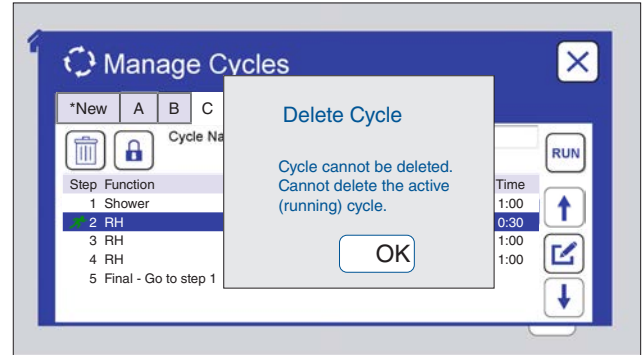 Manage Cycles
*New A B C
Cycle Na
RUN
Step Function Time
1 Shower 1:00
2 RH 0:30
3 RH 1:00
4 RH 1:00
5 Final - Go to step 1
Delete Cycle
Cycle cannot be deleted.
Cannot delete the active
(running) cycle.
OK